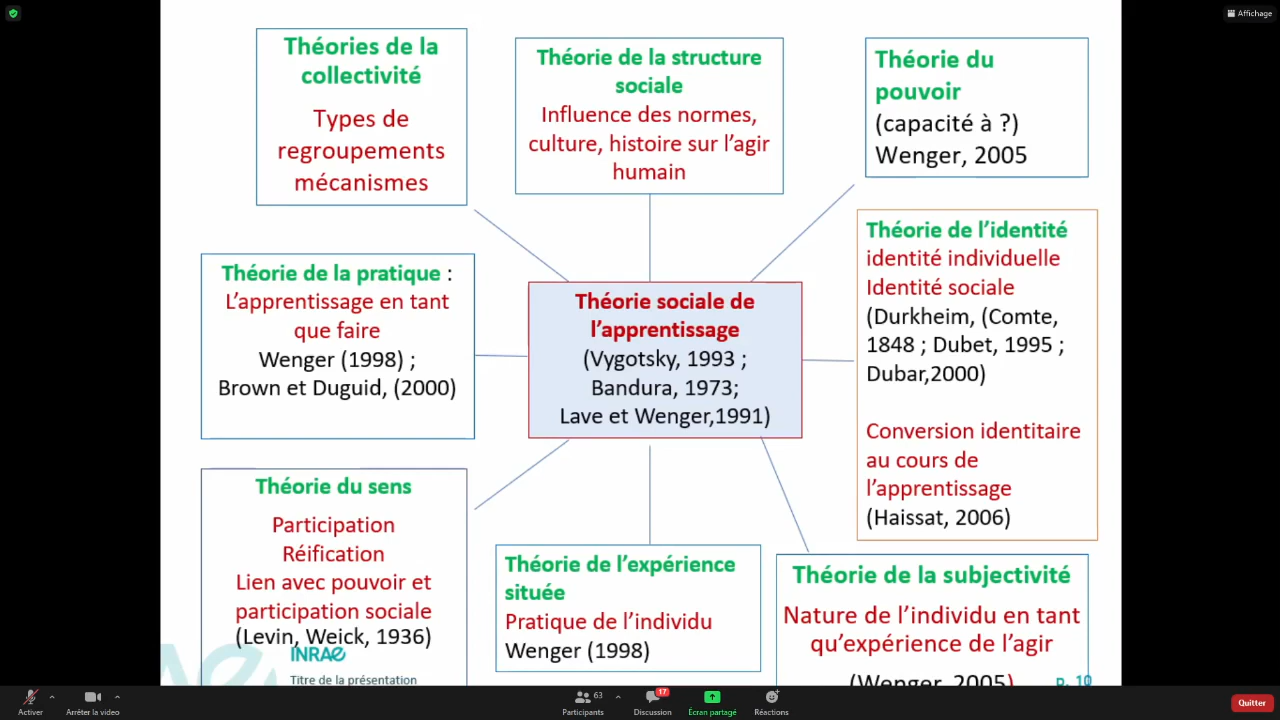 Affichage
Théories de la
collectivité
Types de
regroupements
mécanismes
Théorie de la structure
sociale
Influence des normes,
culture, histoire sur l'agir
humain
Théorie du
pouvoir
(capacité à ?)
Wenger, 2005
Théorie de la pratique :
L'apprentissage en tant
que faire
Wenger (1998) ;
Brown et Duguid, (2000)
Théorie sociale de
l'apprentissage
(Vygotsky, 1993 ;
Bandura, 1973;
Lave et Wenger,1991)
Théorie de l'identité
identité individuelle
Identité sociale
(Durkheim, (Comte,
1848 ; Dubet, 1995 ;
Dubar,2000)
Conversion identitaire
au cours de
l'apprentissage
(Haissat, 2006)
Théorie du sens
Participation
Réification
Lien avec pouvoir et
participation sociale
(Levin, Weick, 1936)
Théorie de l'expérience
située
Pratique de l'individu
Wenger (1998)
Théorie de la subjectivité
Nature de l'individu en tant
qu'expérience de l'agir
(Wenger, 2005)
INRAE
Titre de la présentation
p. 10
Activer
Arrêter la video
63
Participants
17
Discussion
Écran partagé
Réactions
Quitter